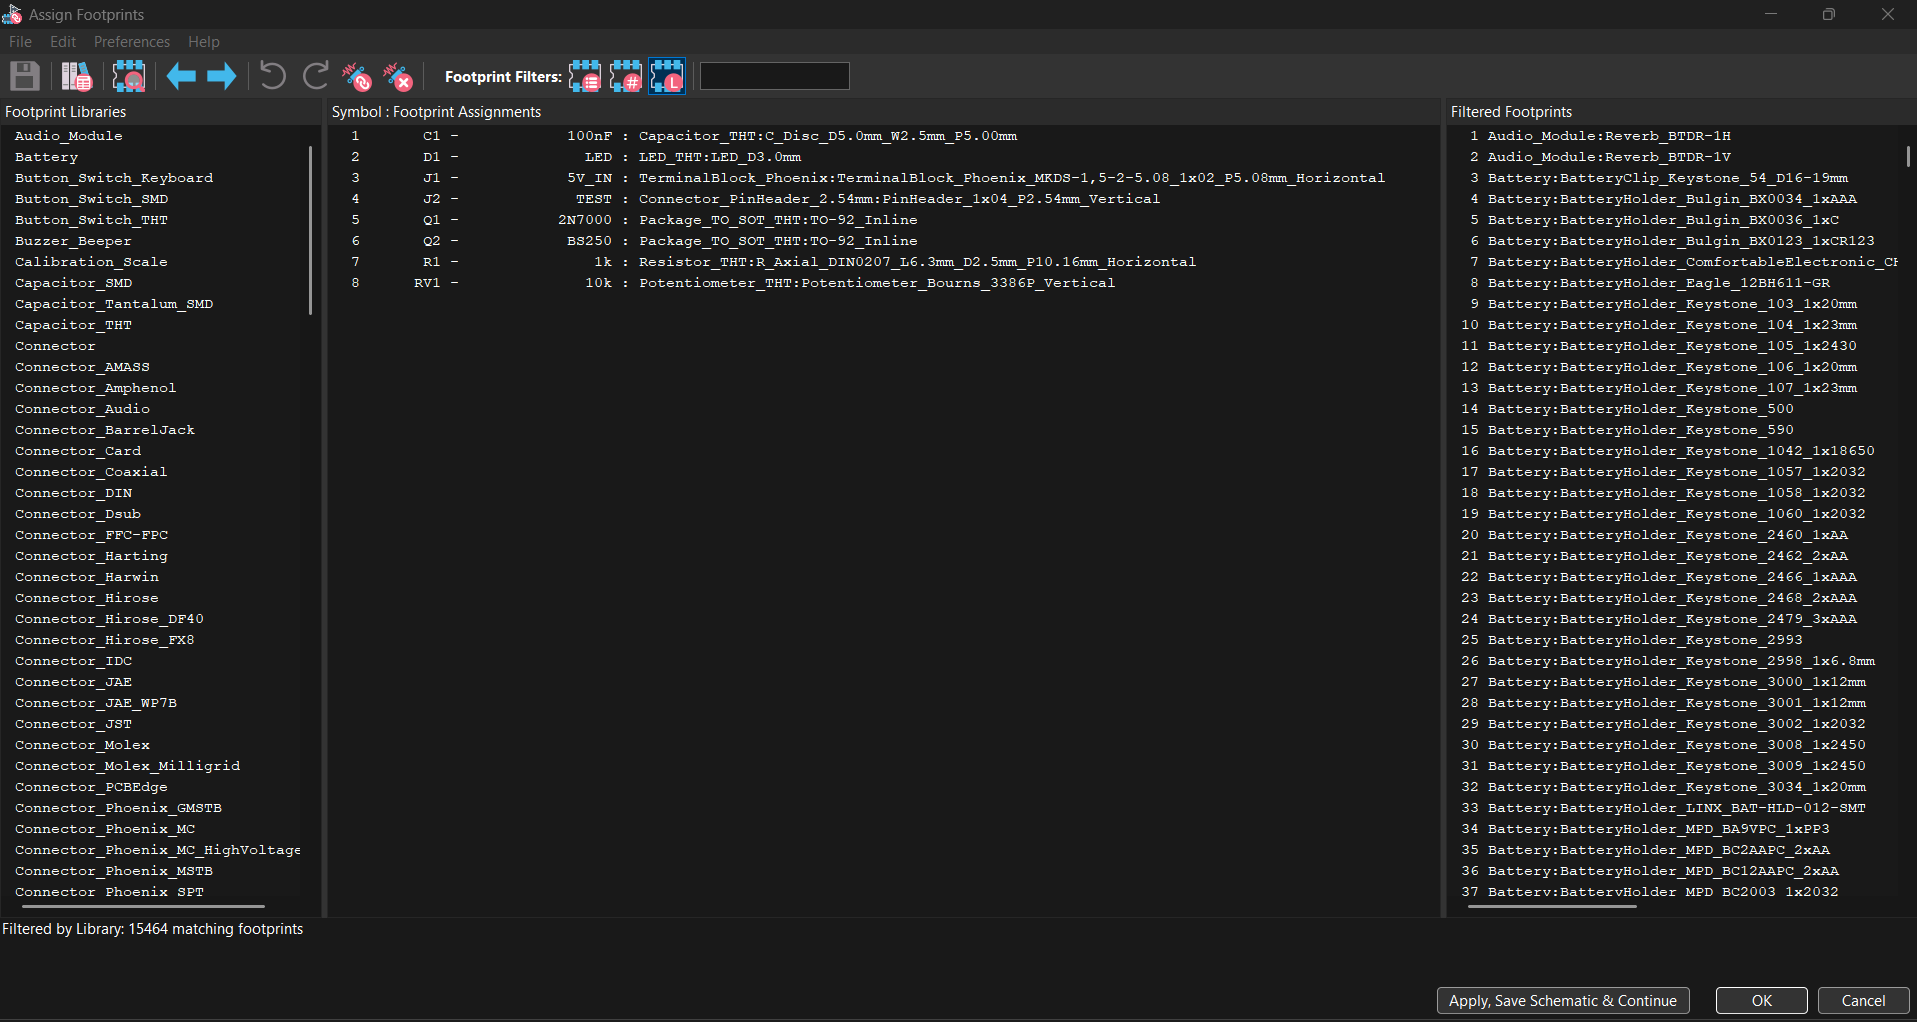 Assign Footprints
File Edit Preferences Help
Footprint Filters:
Footprint Libraries
Audio_Module
Battery
Button_Switch_Keyboard
Button_Switch_SMD
Button_Switch_THT
Buzzer_Beeper
Calibration_Scale
Capacitor_SMD
Capacitor_Tantalum_SMD
Capacitor_THT
Connector
Connector_AMASS
Connector_Amphenol
Connector_Audio
Connector_BarrelJack
Connector_Card
Connector_Coaxial
Connector_DIN
Connector_Dsub
Connector_FFC-FPC
Connector_Harting
Connector_Harwin
Connector_Hirose
Connector_Hirose_DF40
Connector_Hirose_FX8
Connector_IDC
Connector_JAE
Connector_JAE_WP7B
Connector_JST
Connector_Molex
Connector_Molex_Milligrid
Connector_PCBEdge
Connector_Phoenix_GMSTB
Connector_Phoenix_MC
Connector_Phoenix_MC_HighVoltage
Connector_Phoenix_MSTB
Connector_Phoenix_SPT
Symbol : Footprint Assignments
1 C1 - 100nF : Capacitor_THT:C_Disc_D5.0mm_W2.5mm_P5.00mm
2 D1 - LED : LED_THT:LED_D3.0mm
3 J1 - 5V_IN : TerminalBlock_Phoenix:TerminalBlock_Phoenix_MKDS-1,5-2-5.08_1x02_P5.08mm_Horizontal
4 J2 - TEST : Connector_PinHeader_2.54mm:PinHeader_1x04_P2.54mm_Vertical
5 Q1 - 2N7000 : Package_TO_SOT_THT:TO-92_Inline
6 Q2 - BS250 : Package_TO_SOT_THT:TO-92_Inline
7 R1 - 1k : Resistor_THT:R_Axial_DIN0207_L6.3mm_D2.5mm_P10.16mm_Horizontal
8 RV1 - 10k : Potentiometer_THT:Potentiometer_Bourns_3386P_Vertical
Filtered Footprints
1 Audio_Module:Reverb_BTDR-1H
2 Audio_Module:Reverb_BTDR-1V
3 Battery:BatteryClip_Keystone_54_D16-19mm
4 Battery:BatteryHolder_Bulgin_BX0034_1xAAA
5 Battery:BatteryHolder_Bulgin_BX0036_1xC
6 Battery:BatteryHolder_Bulgin_BX0123_1xCR123
7 Battery:BatteryHolder_ComfortableElectronic_CH
8 Battery:BatteryHolder_Eagle_12BH611-GR
9 Battery:BatteryHolder_Keystone_103_1x20mm
10 Battery:BatteryHolder_Keystone_104_1x23mm
11 Battery:BatteryHolder_Keystone_105_1x2430
12 Battery:BatteryHolder_Keystone_106_1x20mm
13 Battery:BatteryHolder_Keystone_107_1x23mm
14 Battery:BatteryHolder_Keystone_500
15 Battery:BatteryHolder_Keystone_590
16 Battery:BatteryHolder_Keystone_1042_1x18650
17 Battery:BatteryHolder_Keystone_1057_1x2032
18 Battery:BatteryHolder_Keystone_1058_1x2032
19 Battery:BatteryHolder_Keystone_1060_1x2032
20 Battery:BatteryHolder_Keystone_2460_1xAA
21 Battery:BatteryHolder_Keystone_2462_2xAA
22 Battery:BatteryHolder_Keystone_2466_1xAAA
23 Battery:BatteryHolder_Keystone_2468_2xAAA
24 Battery:BatteryHolder_Keystone_2479_3xAAA
25 Battery:BatteryHolder_Keystone_2993
26 Battery:BatteryHolder_Keystone_2998_1x6.8mm
27 Battery:BatteryHolder_Keystone_3000_1x12mm
28 Battery:BatteryHolder_Keystone_3001_1x12mm
29 Battery:BatteryHolder_Keystone_3002_1x2032
30 Battery:BatteryHolder_Keystone_3008_1x2450
31 Battery:BatteryHolder_Keystone_3009_1x2450
32 Battery:BatteryHolder_Keystone_3034_1x20mm
33 Battery:BatteryHolder_LINX_BAT-HLD-012-SMT
34 Battery:BatteryHolder_MPD_BA9VPC_1xPP3
35 Battery:BatteryHolder_MPD_BC2AAPC_2xAA
36 Battery:BatteryHolder_MPD_BC12AAPC_2xAA
37 Battery:BatteryHolder_MPD_BC2003_1x2032
Filtered by Library: 15464 matching footprints
Apply, Save Schematic & Continue
OK
Cancel